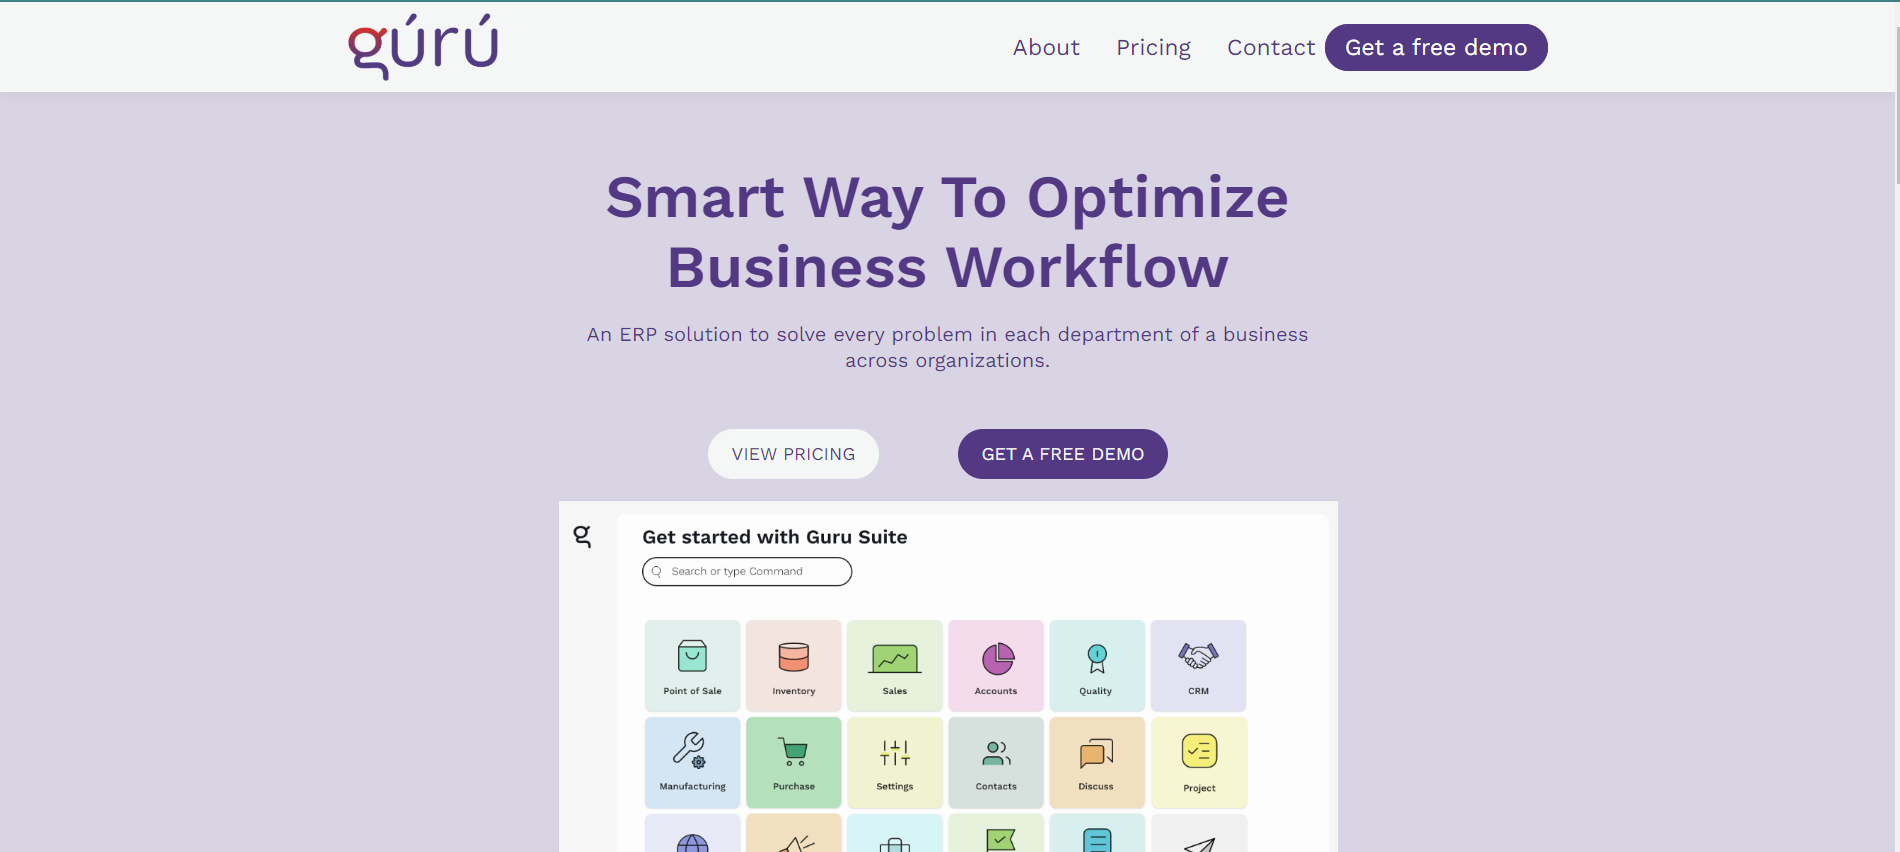 gúrú
About Pricing Contact Get a free demo
Smart Way To Optimize
Business Workflow
An ERP solution to solve every problem in each department of a business
across organizations.
VIEW PRICING GET A FREE DEMO
g Get started with Guru Suite
Search or type Command
Point of Sale Inventory Sales Accounts Quality CRM
Manufacturing Purchase Settings Contacts Discuss Project